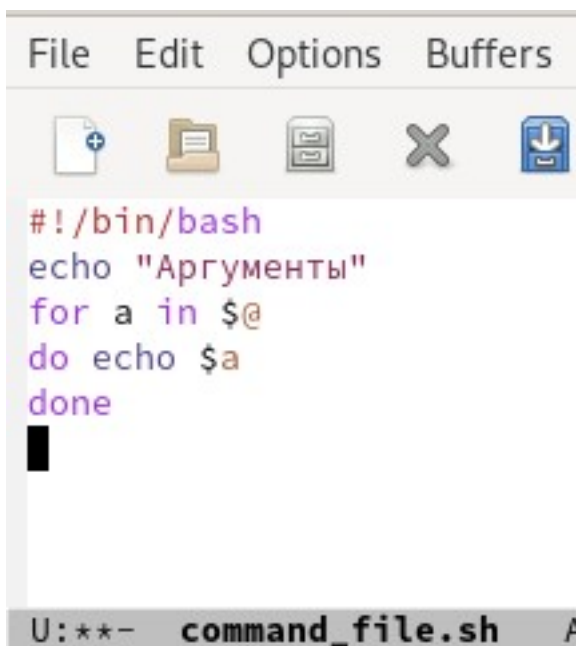 File Edit Options Buffers
#!/bin/bash
echo "Аргументы"
for a in $@
do echo $a
done
U:**- command_file.sh A